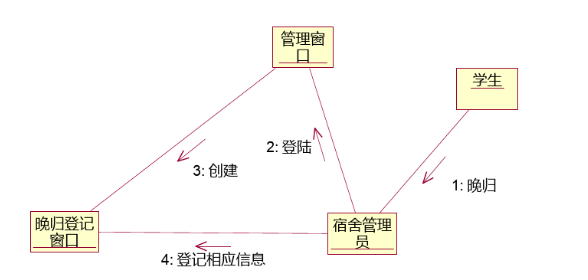 管理窗
口
学生
2: 登陆
3: 创建
1: 晚归
晚归登记
窗口
宿舍管理
员
4: 登记相应信息